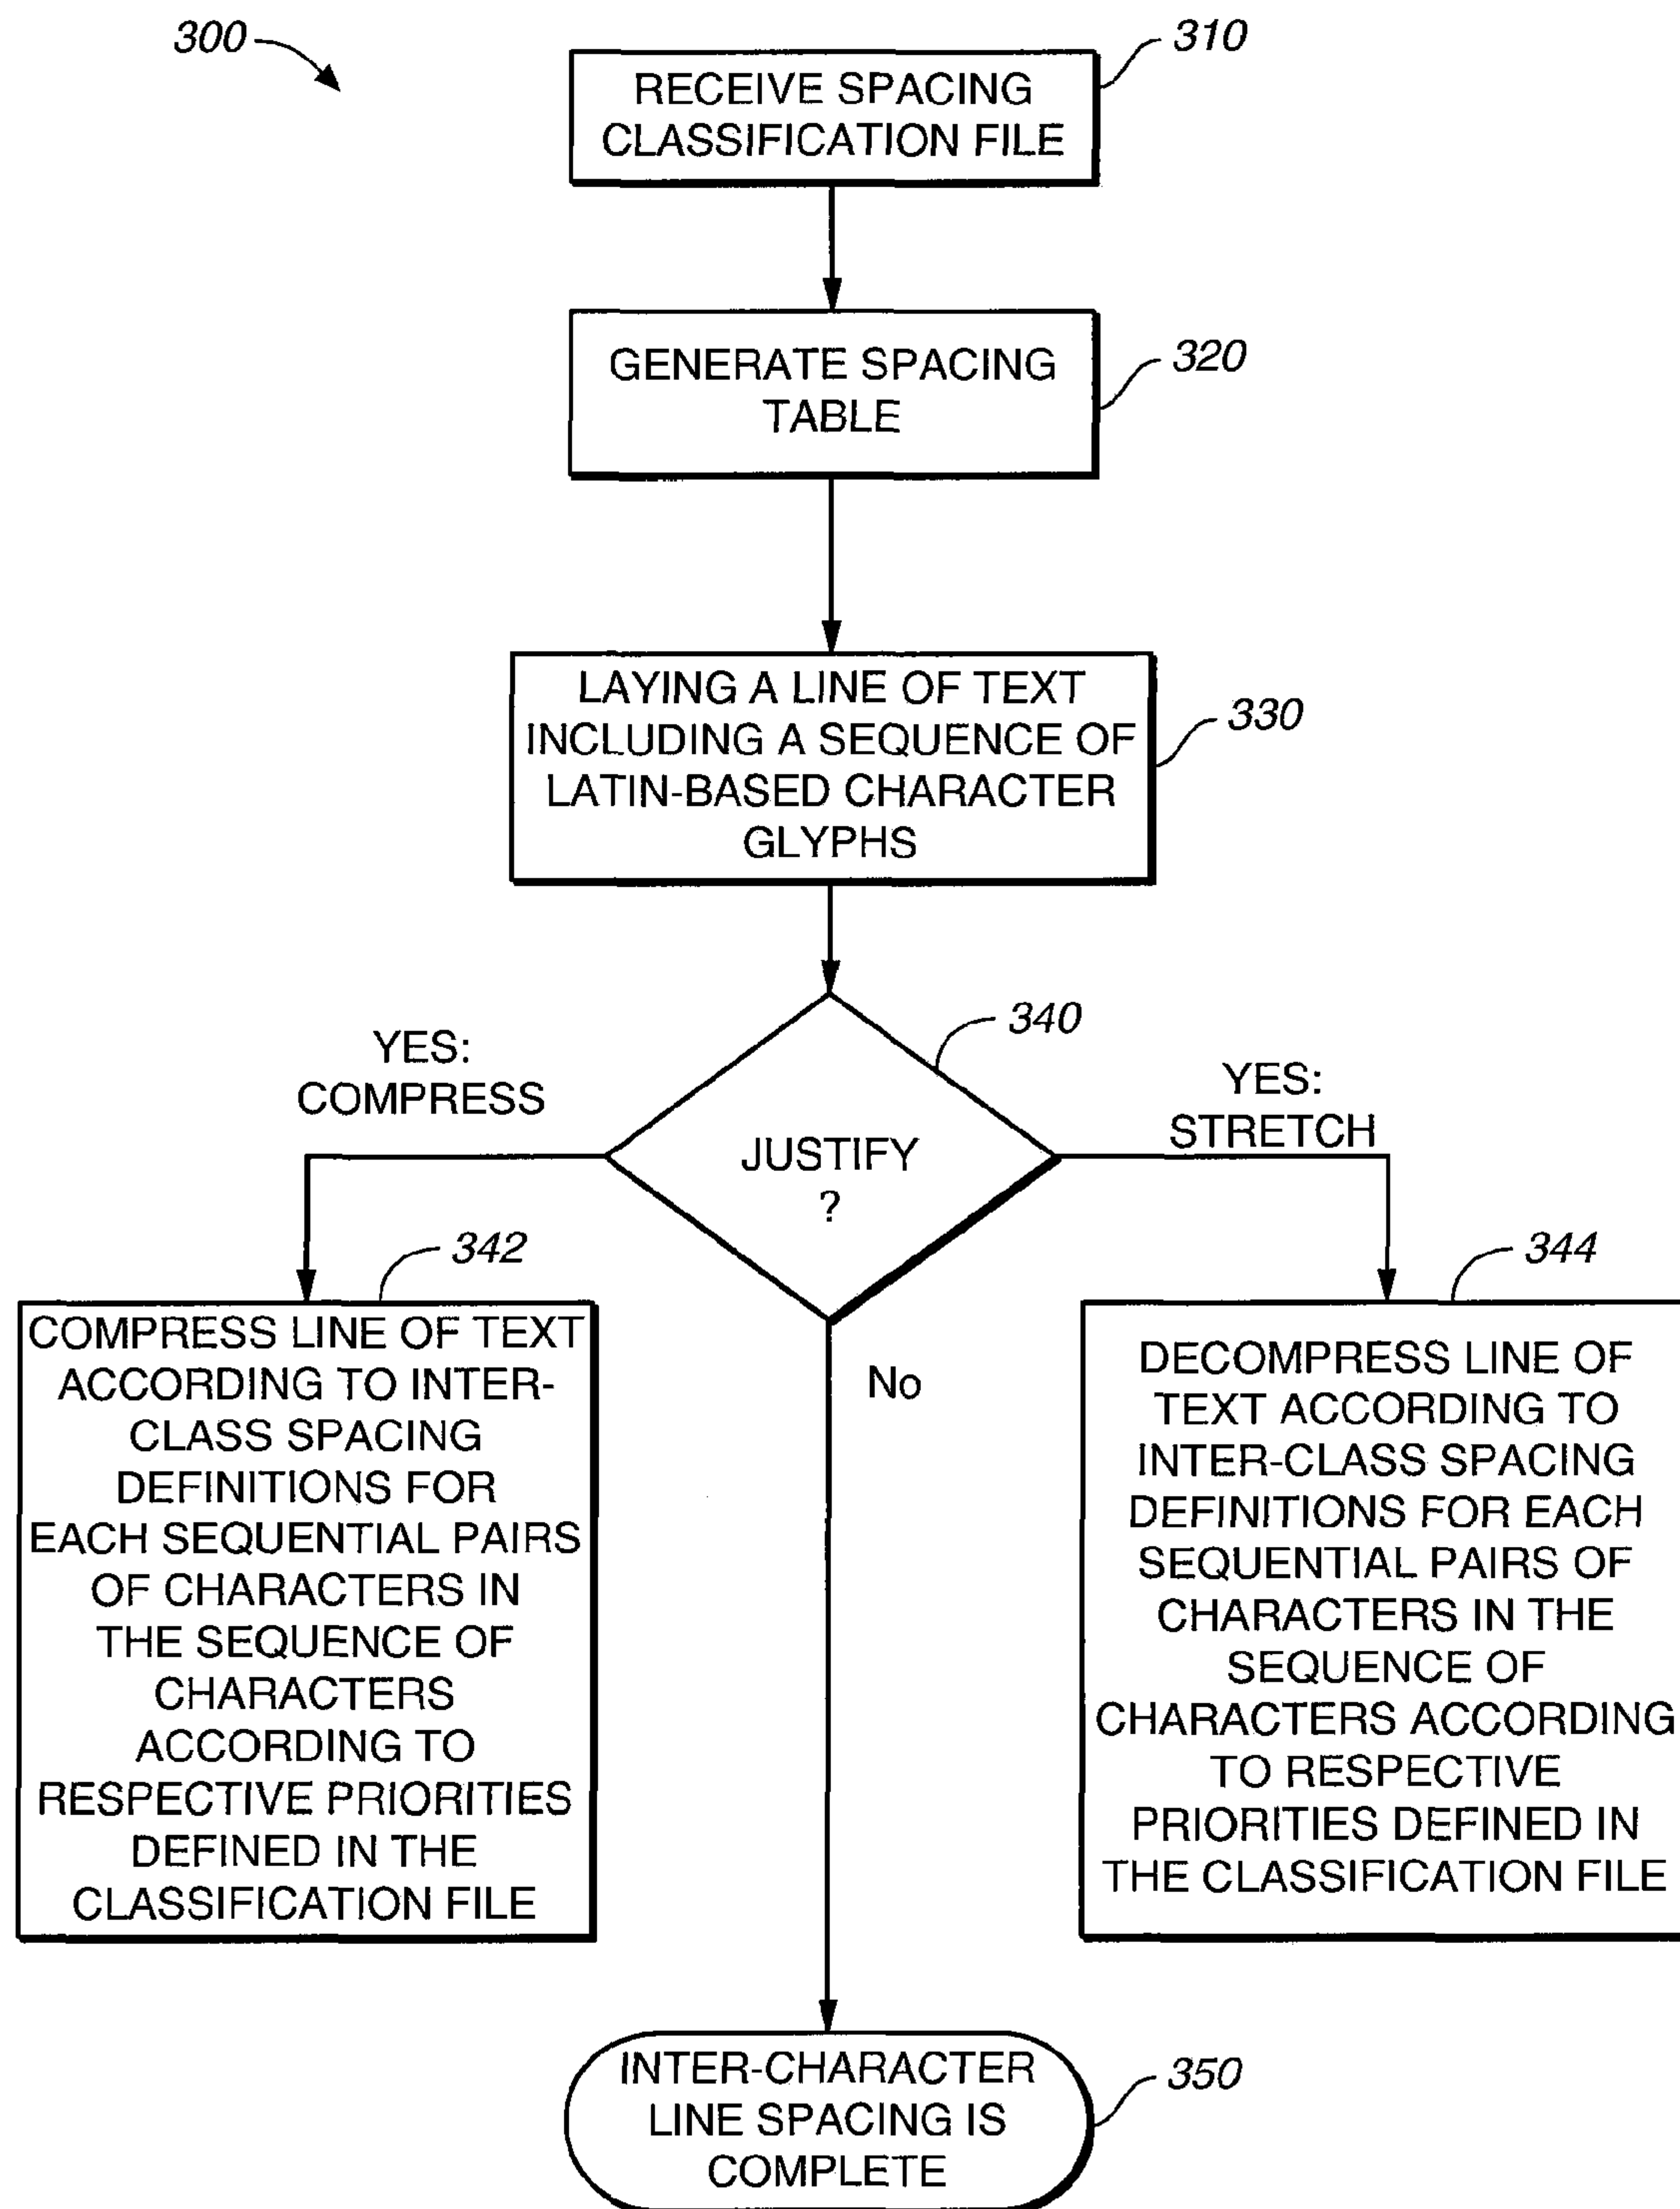 300
310
RECEIVE SPACING
CLASSIFICATION FILE
320
GENERATE SPACING
TABLE
330
LAYING A LINE OF TEXT
INCLUDING A SEQUENCE OF
LATIN-BASED CHARACTER
GLYPHS
340
JUSTIFY
?
YES:
COMPRESS
YES:
STRETCH
No
342
COMPRESS LINE OF TEXT
ACCORDING TO INTER-
CLASS SPACING
DEFINITIONS FOR
EACH SEQUENTIAL PAIRS
OF CHARACTERS IN
THE SEQUENCE OF
CHARACTERS
ACCORDING TO
RESPECTIVE PRIORITIES
DEFINED IN THE
CLASSIFICATION FILE
344
DECOMPRESS LINE OF
TEXT ACCORDING TO
INTER-CLASS SPACING
DEFINITIONS FOR EACH
SEQUENTIAL PAIRS OF
CHARACTERS IN THE
SEQUENCE OF
CHARACTERS ACCORDING
TO RESPECTIVE
PRIORITIES DEFINED IN
THE CLASSIFICATION FILE
350
INTER-CHARACTER
LINE SPACING IS
COMPLETE